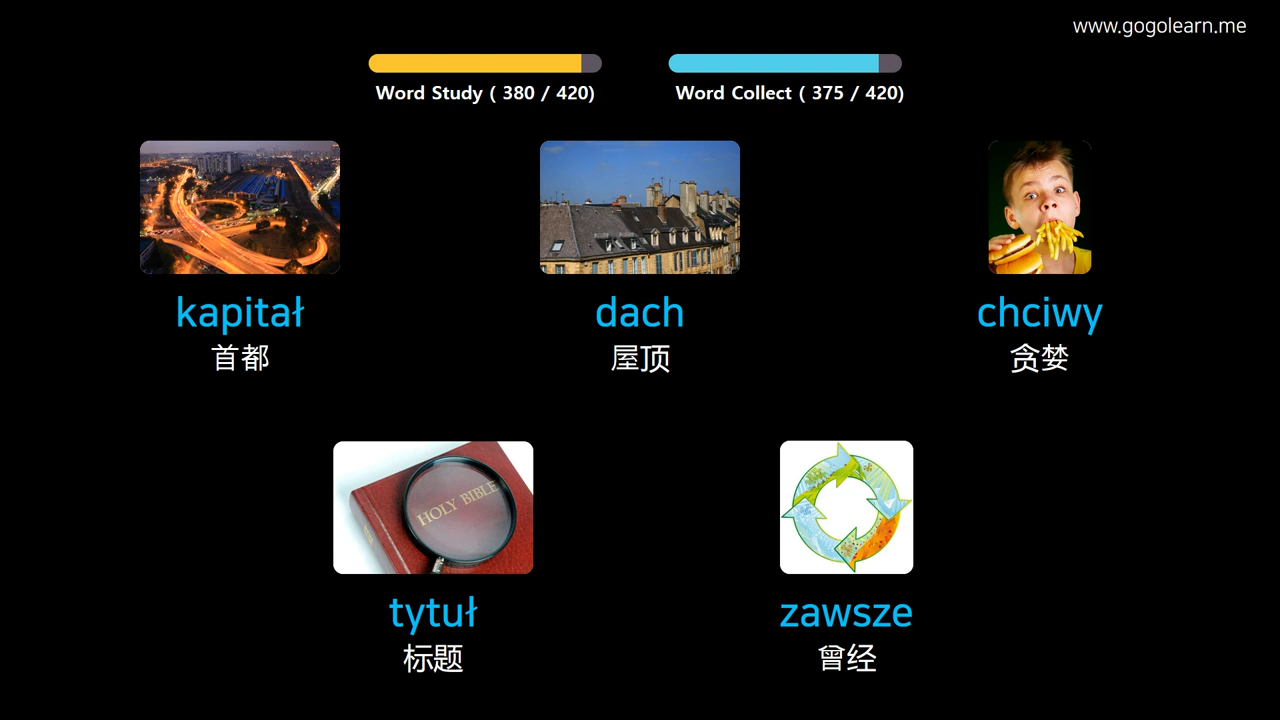 www.gogolearn.me
Word Study ( 380 / 420)
Word Collect ( 375 / 420)
kapitał
首都
dach
屋顶
chciwy
贪婪
HOLY BIBLE
tytuł
标题
zawsze
曾经